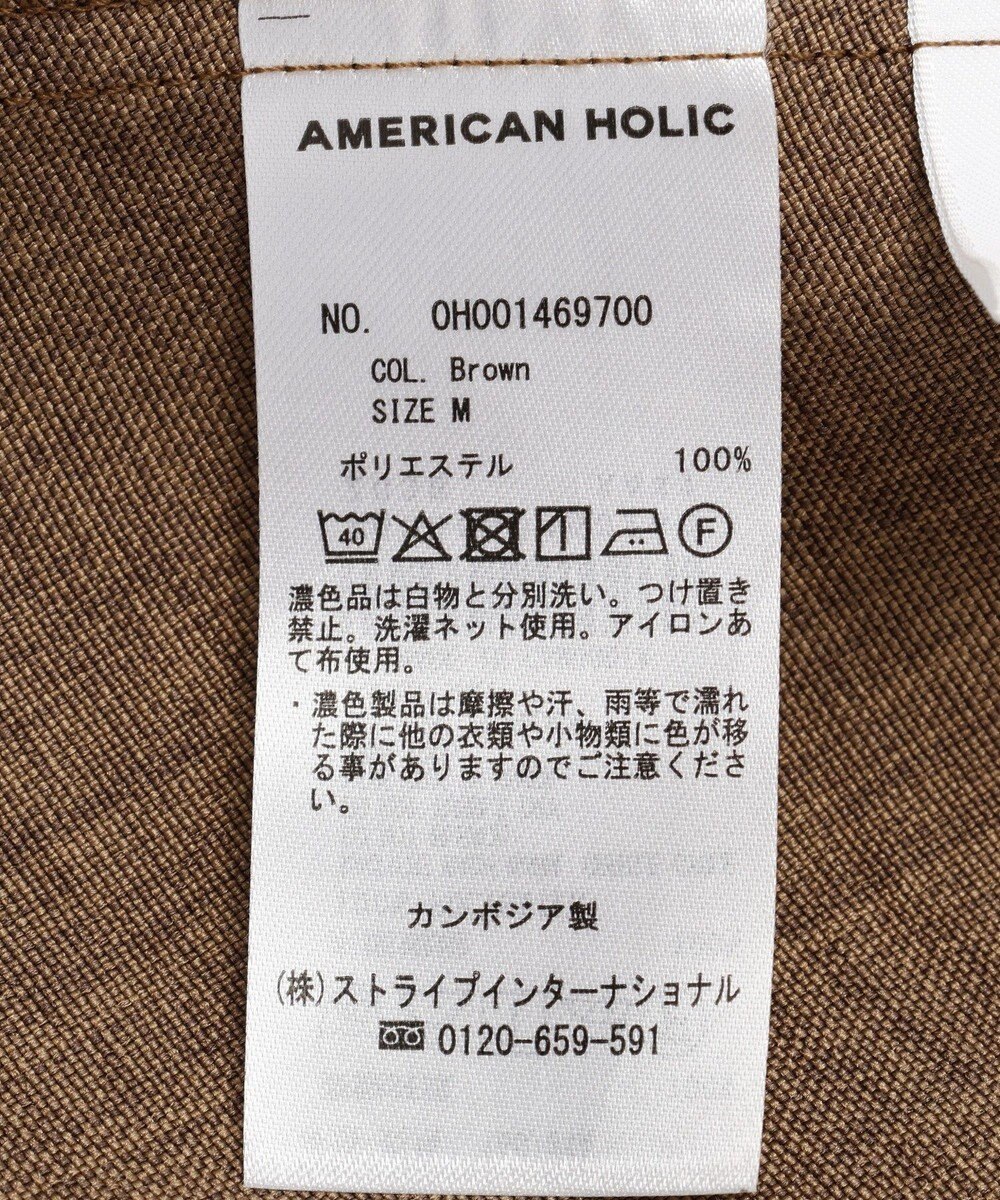 AMERICAN HOLIC
NO. 0H001469700
COL. Brown
SIZE M
ポリエステル 100%
40 F
濃色品は白物と分別洗い。つけ置き
禁止。洗濯ネット使用。アイロンあ
て布使用。
・濃色製品は摩擦や汗、雨等で濡れ
た際に他の衣類や小物類に色が移
る事がありますのでご注意くださ
い。
カンボジア製
(株)ストライプインターナショナル
0120-659-591